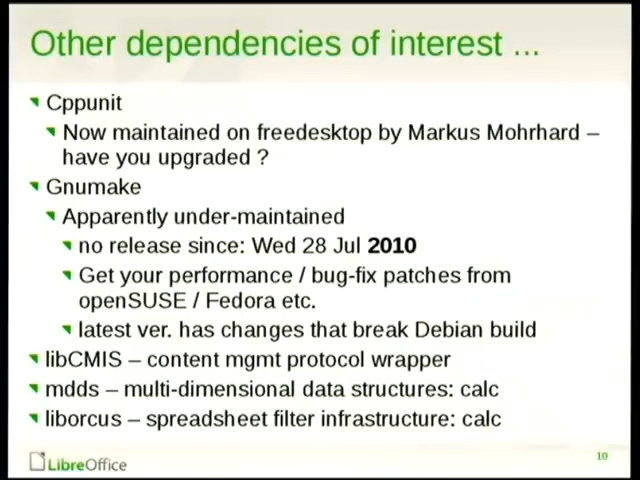 Other dependencies of interest ...
Cppunit
Now maintained on freedesktop by Markus Mohrhard –
have you upgraded ?
Gnumake
Apparently under-maintained
no release since: Wed 28 Jul 2010
Get your performance / bug-fix patches from
openSUSE / Fedora etc.
latest ver. has changes that break Debian build
libCMIS – content mgmt protocol wrapper
mdds – multi-dimensional data structures: calc
liborcus – spreadsheet filter infrastructure: calc
LibreOffice
10